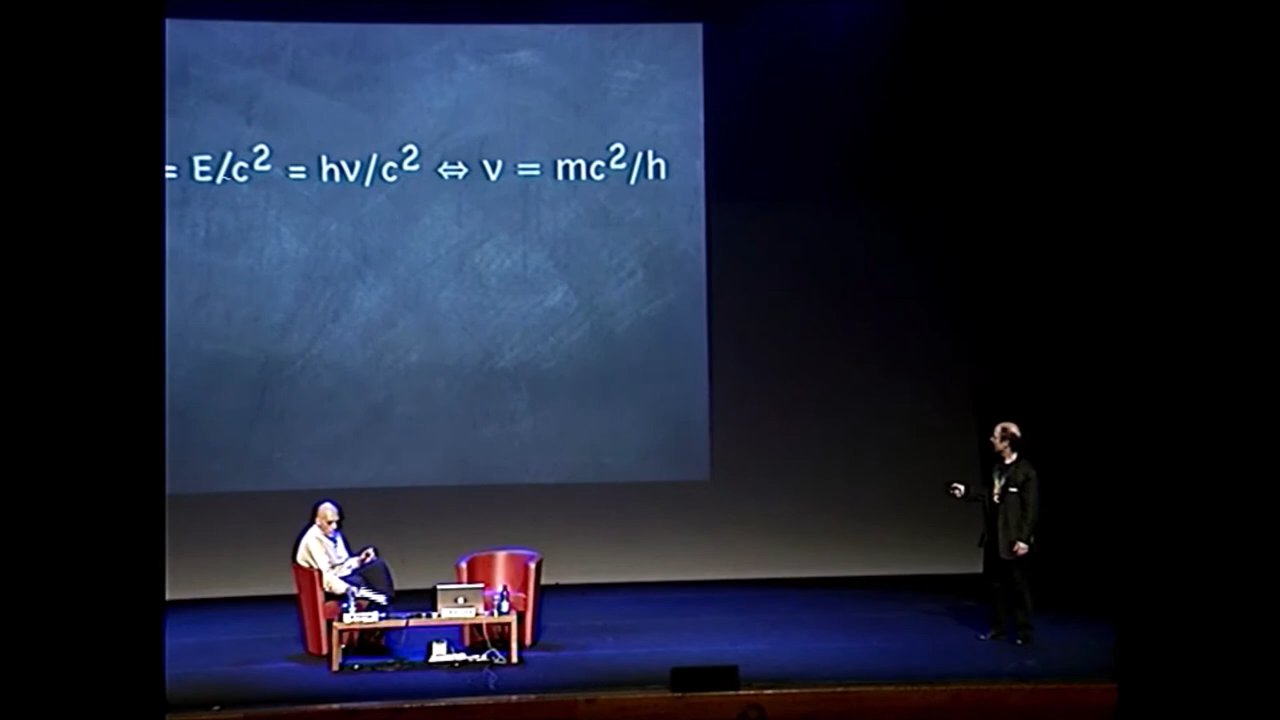 = E/c² = hν/c² ⇔ ν = mc²/h